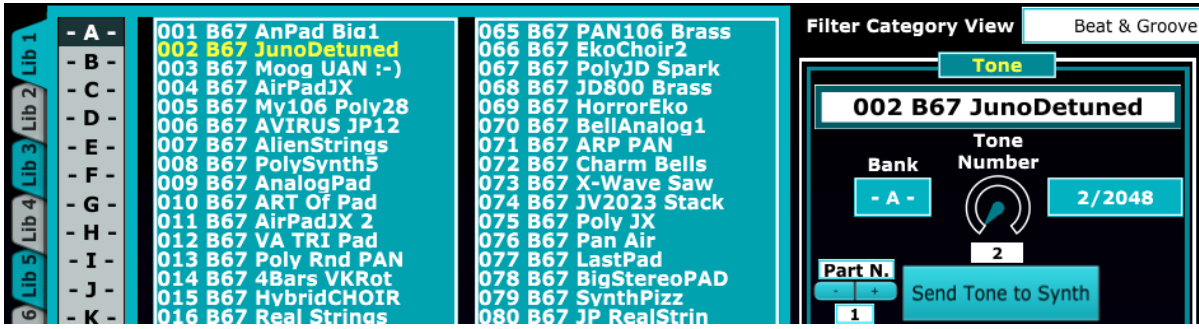 Lib 1
Lib 2
Lib 3
Lib 4
Lib 5
6
- A -
- B -
- C -
- D -
- E -
- F -
- G -
- H -
- I -
- J -
- K -
001 B67 AnPad Big1
002 B67 JunoDetuned
003 B67 Moog UAN :-)
004 B67 AirPadJX
005 B67 My106 Poly28
006 B67 AVIRUS JP12
007 B67 AlienStrings
008 B67 PolySynth5
009 B67 AnalogPad
010 B67 ART Of Pad
011 B67 AirPadJX 2
012 B67 VA TRI Pad
013 B67 Poly Rnd PAN
014 B67 4Bars VKRot
015 B67 HybridCHOIR
016 B67 Real Strings
065 B67 PAN106 Brass
066 B67 EkoChoir2
067 B67 PolyJD Spark
068 B67 JD800 Brass
069 B67 HorrorEko
070 B67 BellAnalog1
071 B67 ARP PAN
072 B67 Charm Bells
073 B67 X-Wave Saw
074 B67 JV2023 Stack
075 B67 Poly JX
076 B67 Pan Air
077 B67 LastPad
078 B67 BigStereoPAD
079 B67 SynthPizz
080 B67 JP RealStrin
Filter Category View
Beat & Groove
Tone
002 B67 JunoDetuned
Bank
- A -
Tone
Number
2
2/2048
Part N.
- +
1
Send Tone to Synth